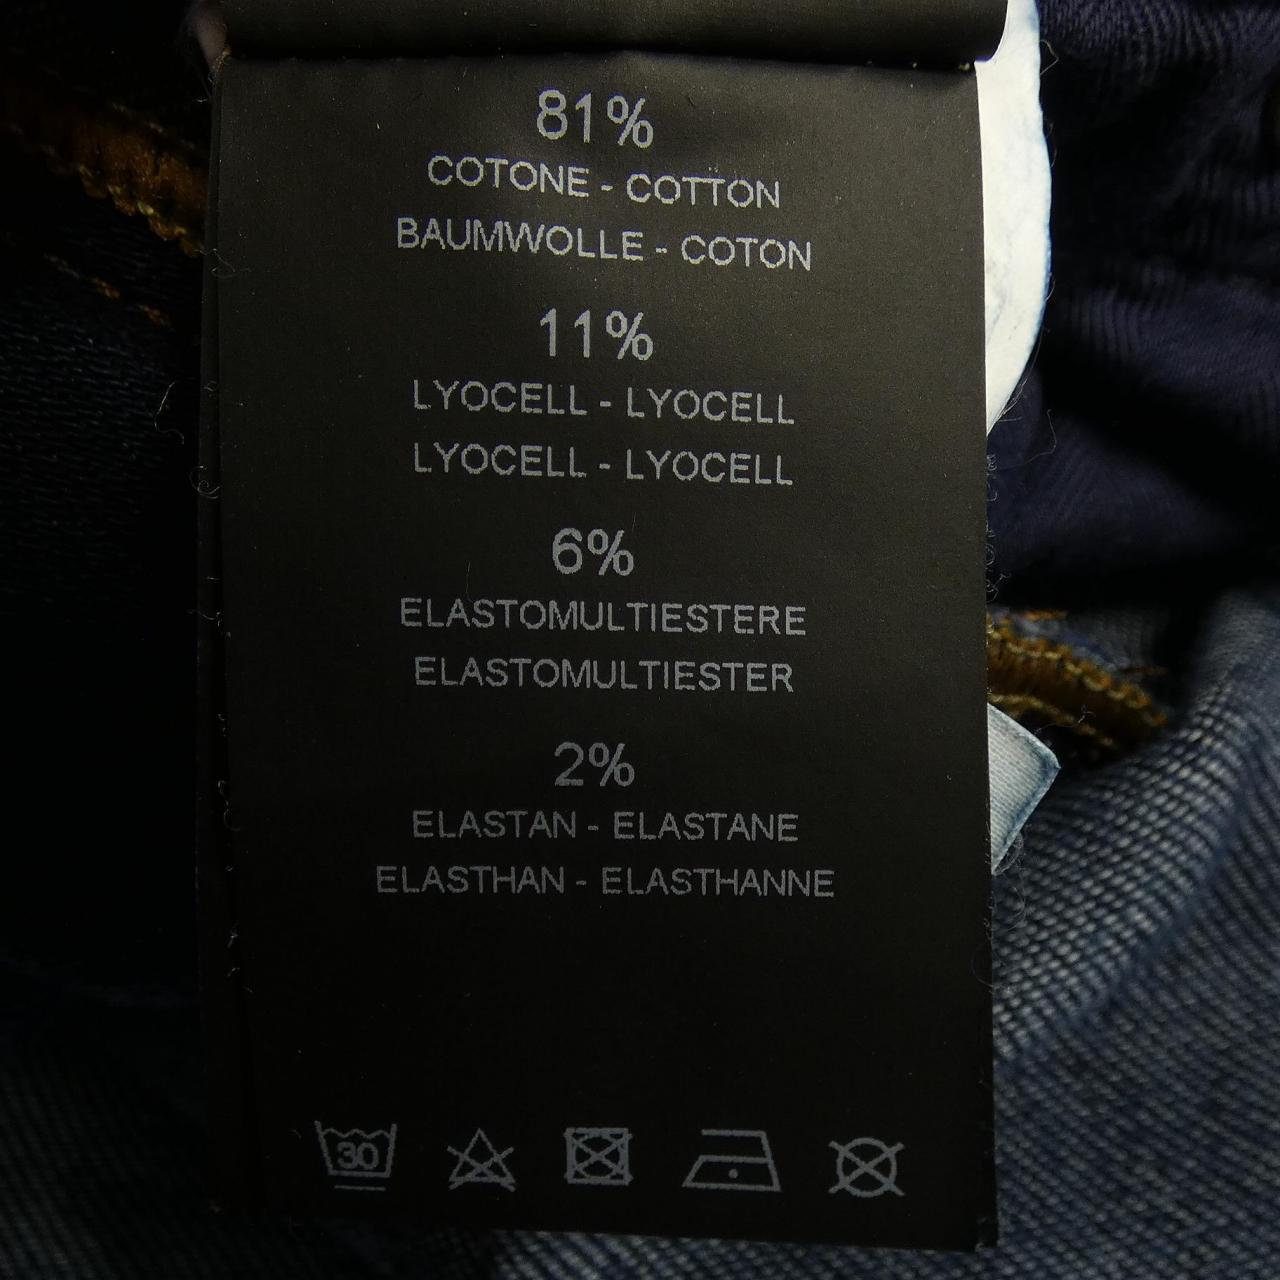 81%
COTONE - COTTON
BAUMWOLLE - COTON
11%
LYOCELL - LYOCELL
LYOCELL - LYOCELL
6%
ELASTOMULTIESTERE
ELASTOMULTIESTER
2%
ELASTAN - ELASTANE
ELASTHAN - ELASTHANNE
30